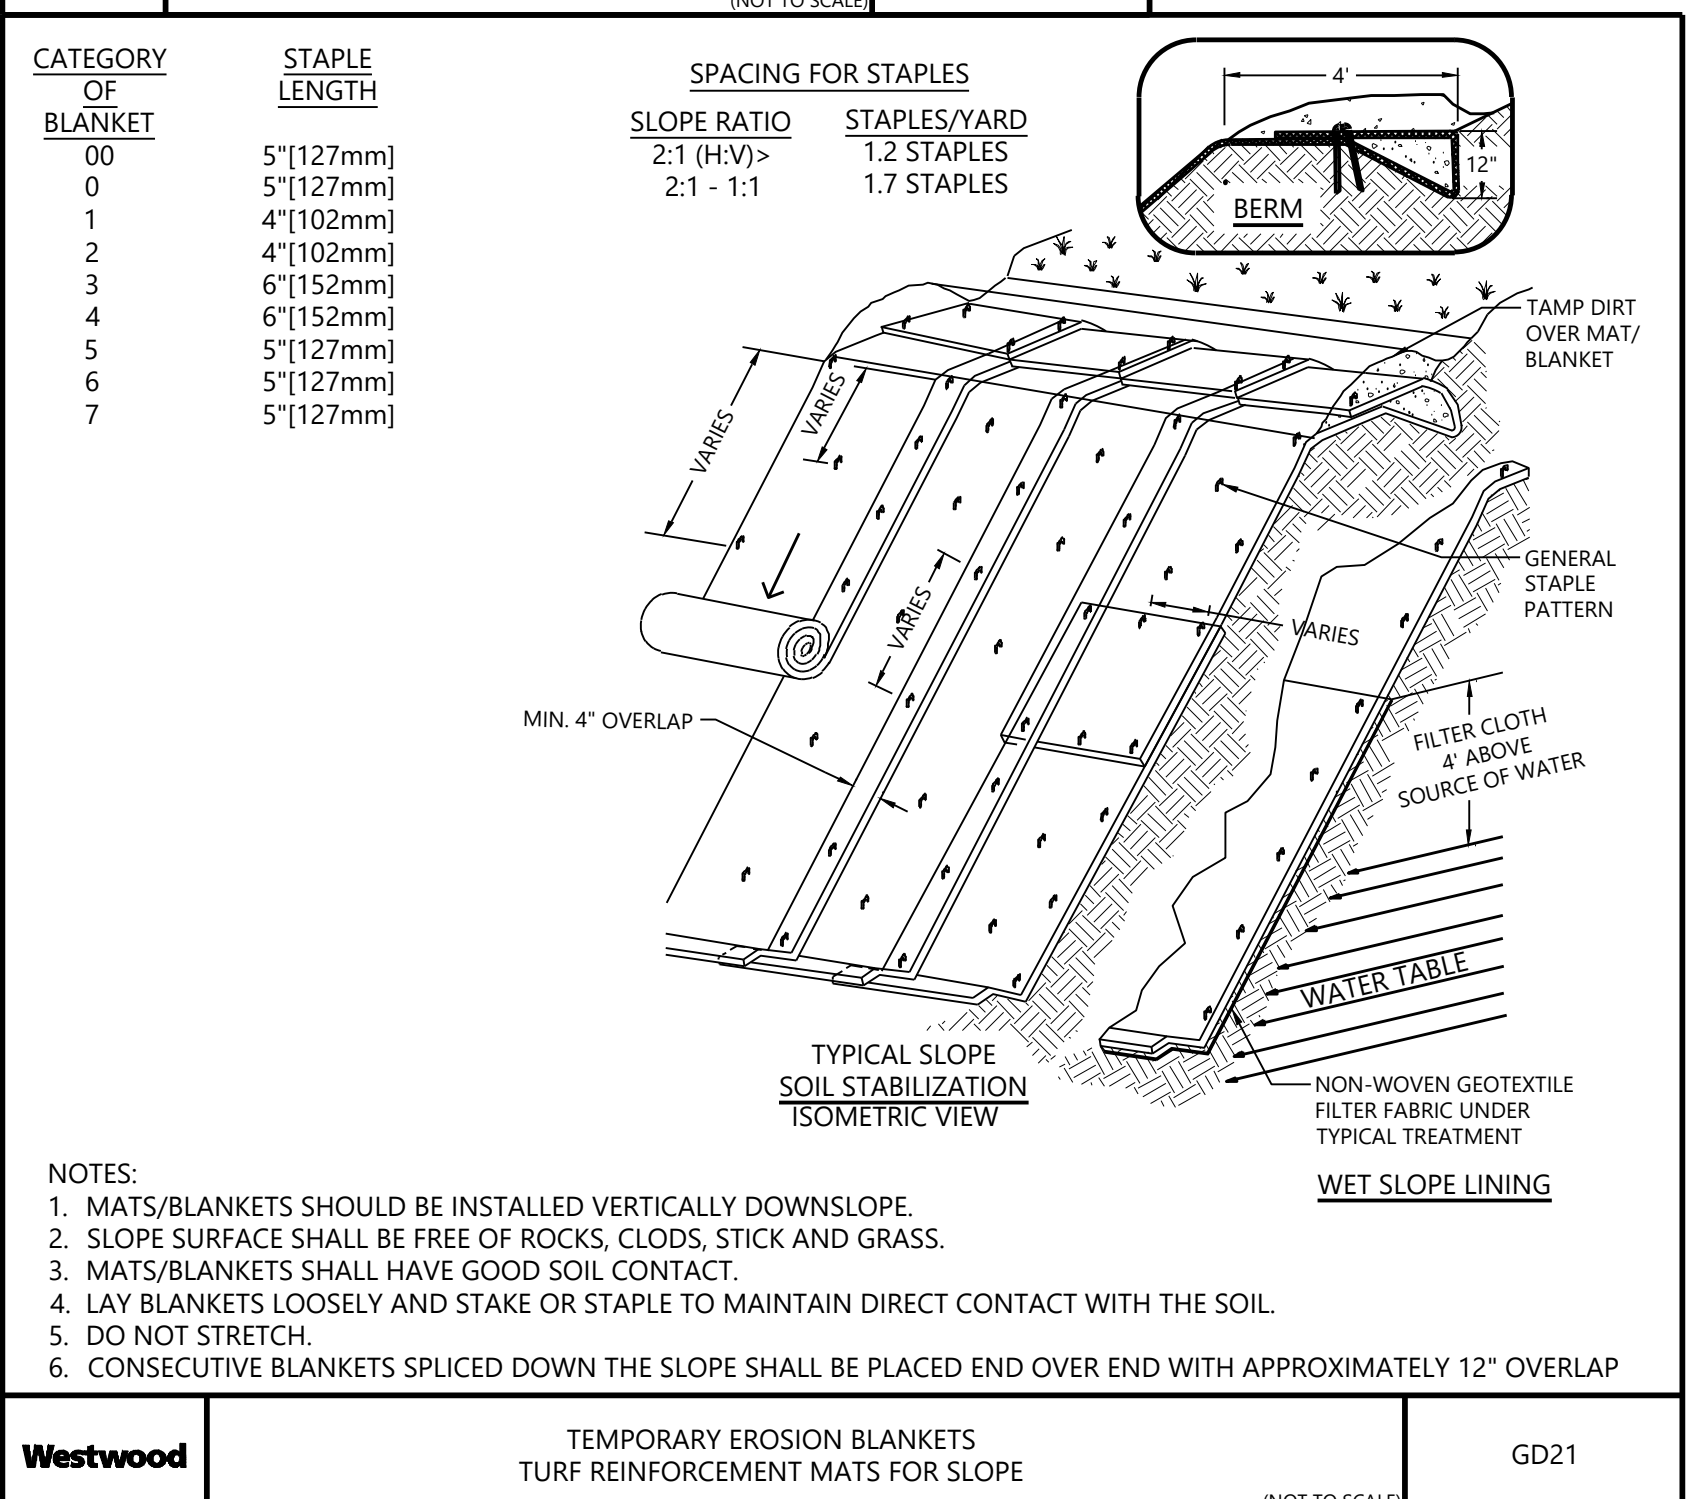 (NOT TO SCALE)
CATEGORY
OF
BLANKET
STAPLE
LENGTH
00 5"[127mm]
0 5"[127mm]
1 4"[102mm]
2 4"[102mm]
3 6"[152mm]
4 6"[152mm]
5 5"[127mm]
6 5"[127mm]
7 5"[127mm]
SPACING FOR STAPLES
SLOPE RATIO STAPLES/YARD
2:1 (H:V)> 1.2 STAPLES
2:1 - 1:1 1.7 STAPLES
4'
12"
BERM
TAMP DIRT
OVER MAT/
BLANKET
VARIES
VARIES
VARIES
VARIES
GENERAL
STAPLE
PATTERN
MIN. 4" OVERLAP
FILTER CLOTH
4' ABOVE
SOURCE OF WATER
WATER TABLE
TYPICAL SLOPE
SOIL STABILIZATION
ISOMETRIC VIEW
NON-WOVEN GEOTEXTILE
FILTER FABRIC UNDER
TYPICAL TREATMENT
WET SLOPE LINING
NOTES:
1. MATS/BLANKETS SHOULD BE INSTALLED VERTICALLY DOWNSLOPE.
2. SLOPE SURFACE SHALL BE FREE OF ROCKS, CLODS, STICK AND GRASS.
3. MATS/BLANKETS SHALL HAVE GOOD SOIL CONTACT.
4. LAY BLANKETS LOOSELY AND STAKE OR STAPLE TO MAINTAIN DIRECT CONTACT WITH THE SOIL.
5. DO NOT STRETCH.
6. CONSECUTIVE BLANKETS SPLICED DOWN THE SLOPE SHALL BE PLACED END OVER END WITH APPROXIMATELY 12" OVERLAP
Westwood
TEMPORARY EROSION BLANKETS
TURF REINFORCEMENT MATS FOR SLOPE
GD21
(NOT TO SCALE)